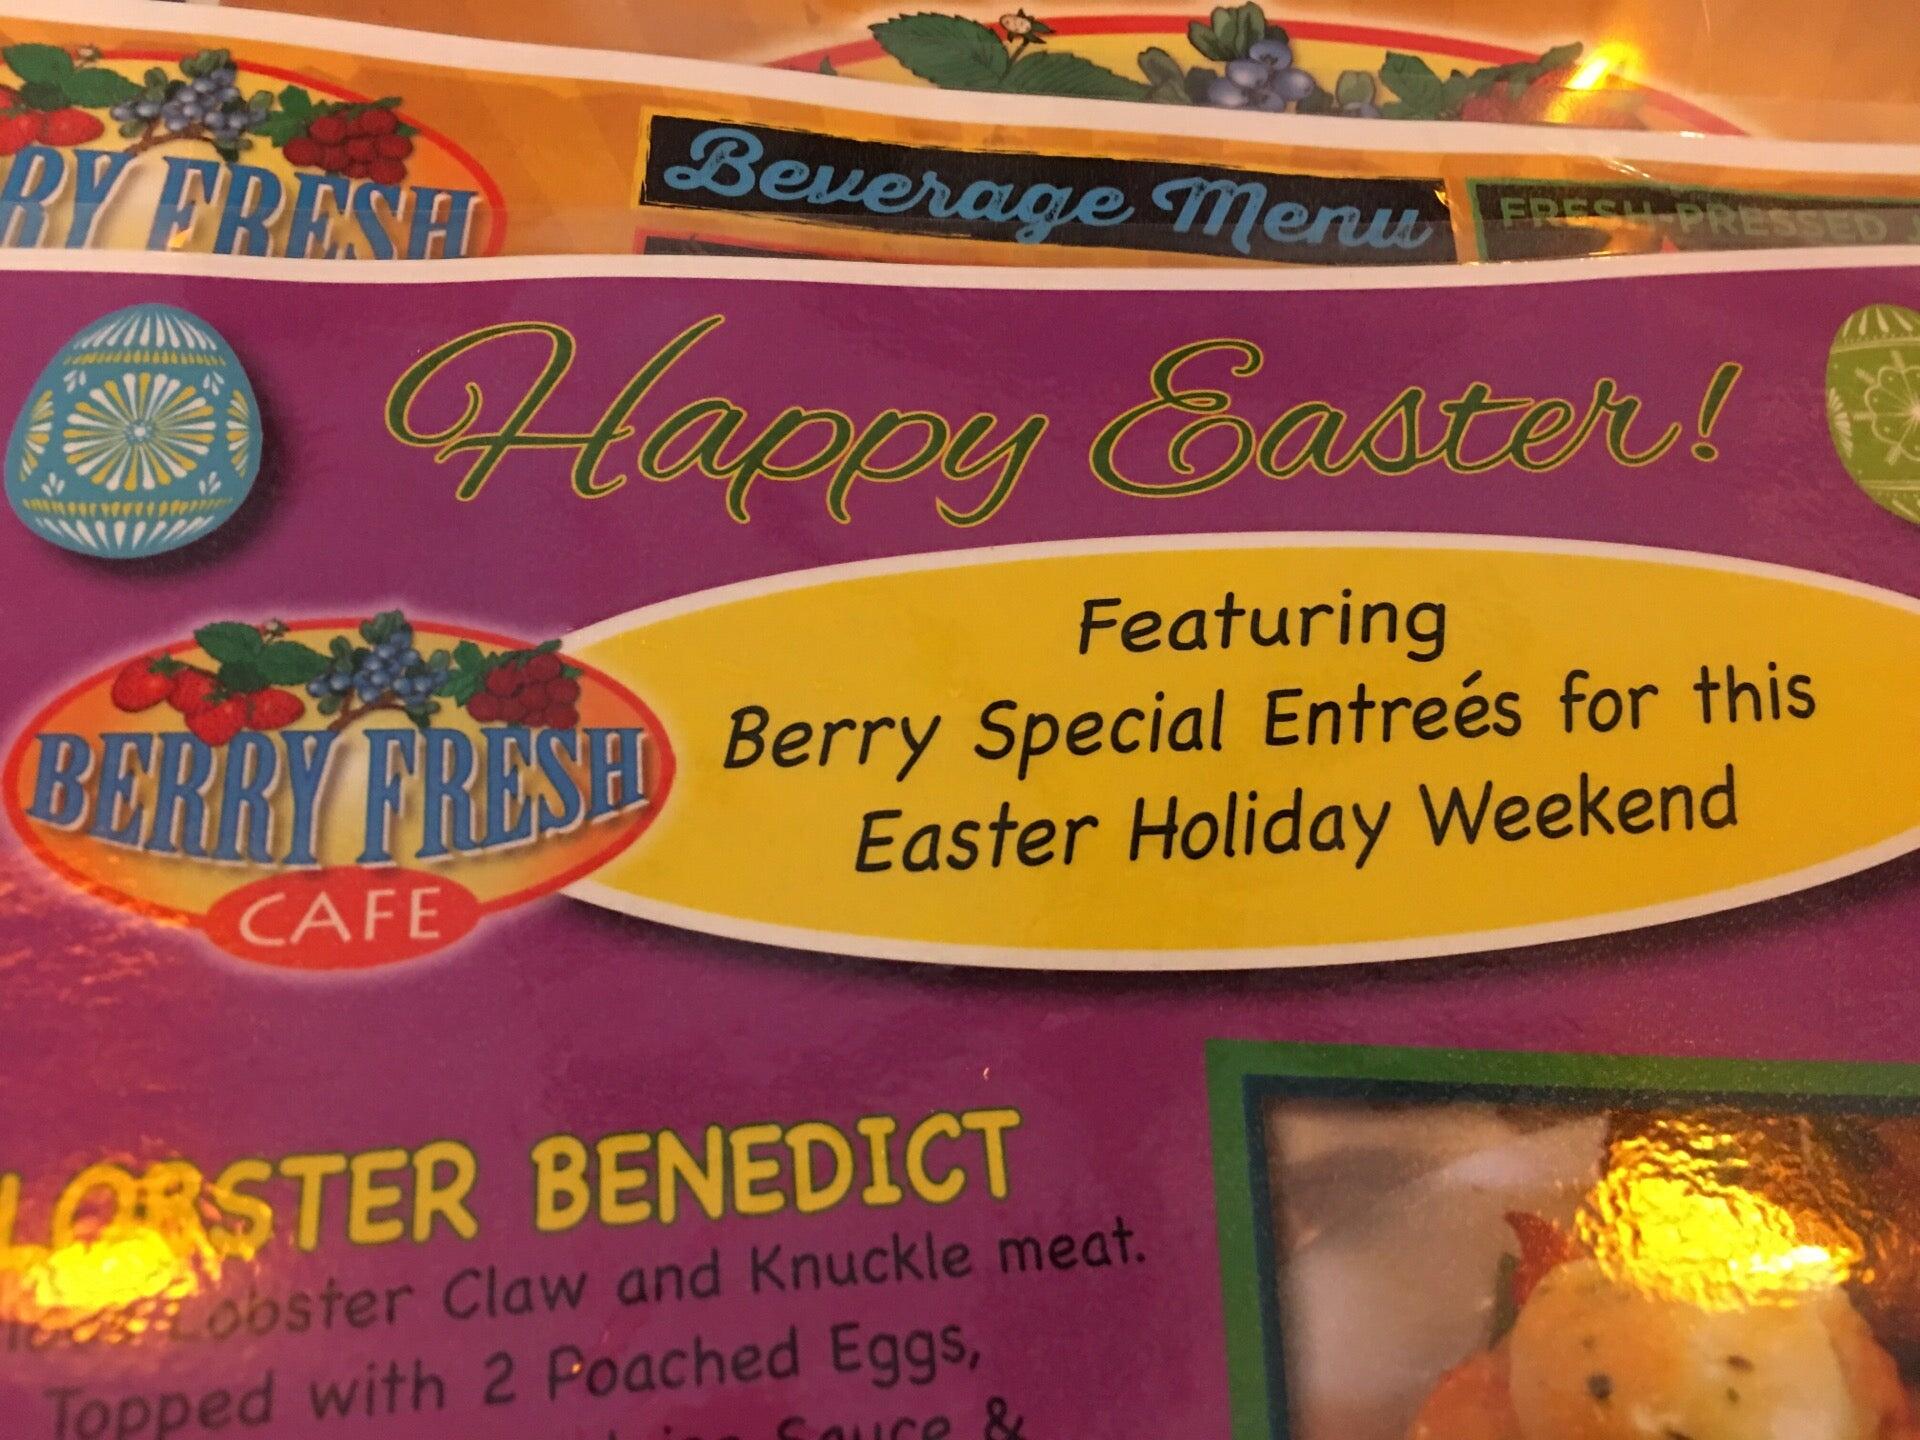 RY FRESH
Beverage Menu
FRESH-PRESSED
Happy Easter!
Featuring
Berry Special Entreés for this
Easter Holiday Weekend
BERRY FRESH
CAFE
LOBSTER BENEDICT
Lobster Claw and Knuckle meat.
Topped with 2 Poached Eggs,
Sauce &